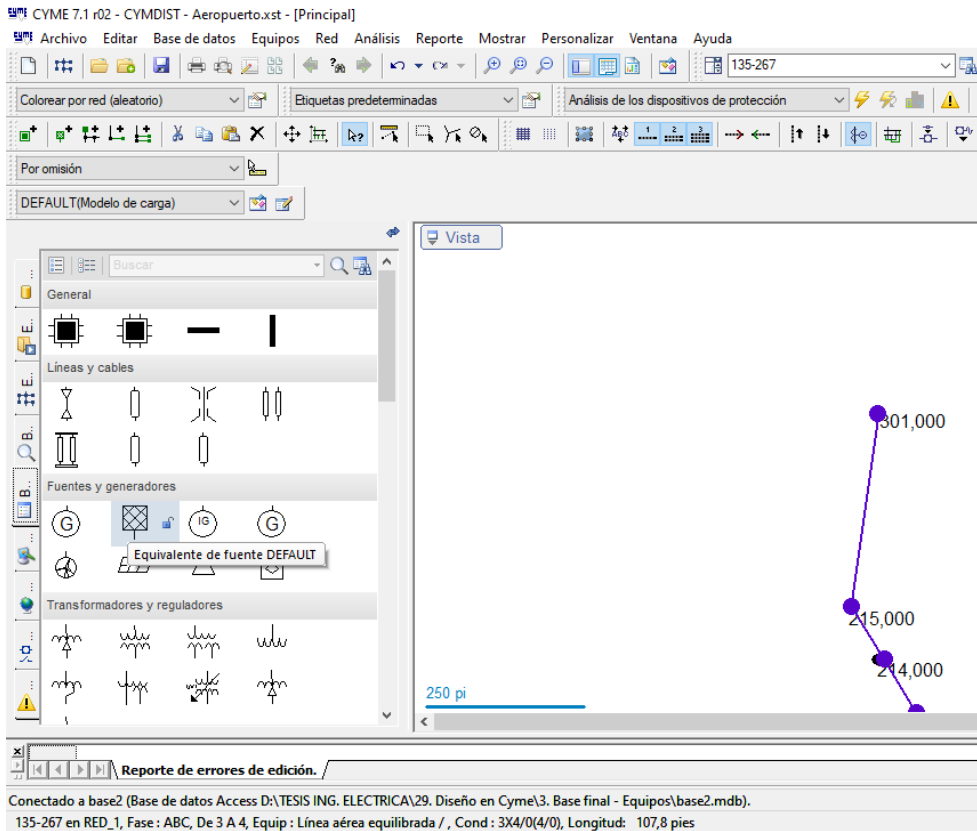 CYME 7.1 r02 - CYMDIST - Aeropuerto.xst - [Principal]
Archivo Editar Base de datos Equipos Red Análisis Reporte Mostrar Personalizar Ventana Ayuda
135-267
Colorear por red (aleatorio) Etiquetas predeterminadas Análisis de los dispositivos de protección
Por omisión
DEFAULT(Modelo de carga)
Vista
Buscar
General
Líneas y cables
Fuentes y generadores
G IG G
Equivalente de fuente DEFAULT
Transformadores y reguladores
E...
E...
B...
B...
301,000
215,000
214,000
250 pi
Reporte de errores de edición.
Conectado a base2 (Base de datos Access D:\TESIS ING. ELECTRICA\29. Diseño en Cyme\3. Base final - Equipos\base2.mdb).
135-267 en RED_1, Fase : ABC, De 3 A 4, Equip : Línea aérea equilibrada / , Cond : 3X4/0(4/0), Longitud: 107,8 pies